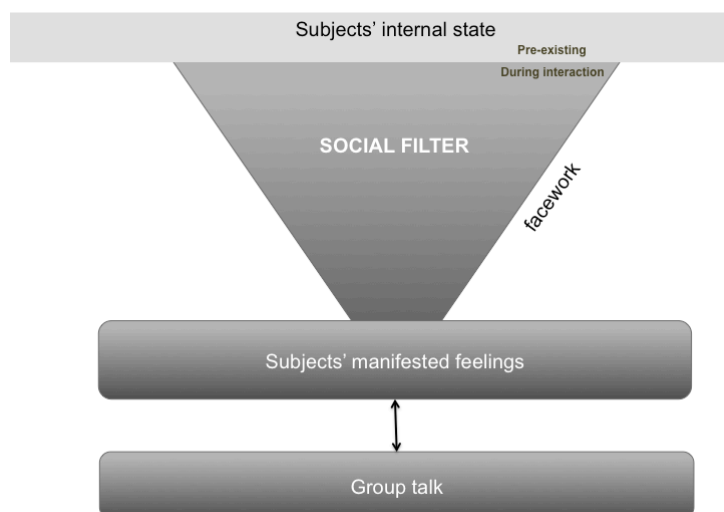 Subjects' internal state
Pre-existing
During interaction
SOCIAL FILTER
facework
Subjects' manifested feelings
Group talk